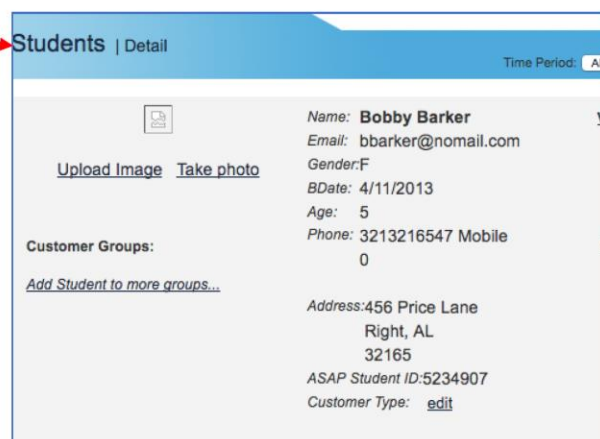 Students | Detail
Time Period:
Upload Image Take photo
Customer Groups:
Add Student to more groups...
Name: Bobby Barker
Email: bbarker@nomail.com
Gender:F
BDate: 4/11/2013
Age: 5
Phone: 3213216547 Mobile
0
Address:456 Price Lane
Right, AL
32165
ASAP Student ID:5234907
Customer Type: edit